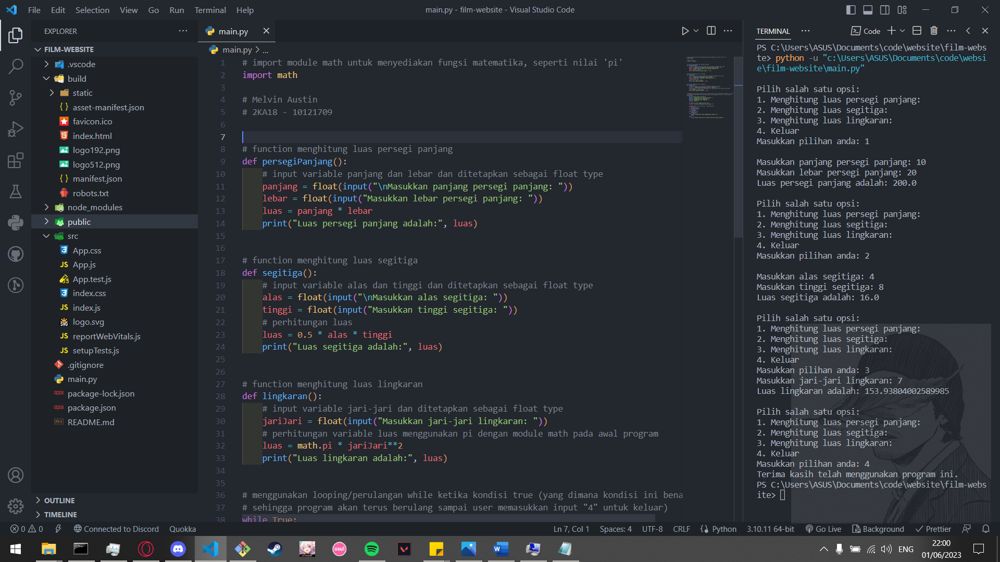 File Edit Selection View Go Run Terminal Help
main.py - film-website - Visual Studio Code
EXPLORER
FILM-WEBSITE
.vscode
build
static
asset-manifest.json
favicon.ico
index.html
logo192.png
logo512.png
manifest.json
robots.txt
node_modules
public
src
App.css
App.js
App.test.js
index.css
index.js
logo.svg
reportWebVitals.js
setupTests.js
.gitignore
main.py
package-lock.json
package.json
README.md
OUTLINE
TIMELINE
main.py
main.py > ...
1 # import module math untuk menyediakan fungsi matematika, seperti nilai 'pi'
2 import math
3
4 # Melvin Austin
5 # 2KA18 - 10121709
6
7
8 # function menghitung luas persegi panjang
9 def persegiPanjang():
10 # input variable panjang dan lebar dan ditetapkan sebagai float type
11 panjang = float(input("\nMasukkan panjang persegi panjang: "))
12 lebar = float(input("Masukkan lebar persegi panjang: "))
13 luas = panjang * lebar
14 print("Luas persegi panjang adalah:", luas)
15
16
17 # function menghitung luas segitiga
18 def segitiga():
19 # input variable alas dan tinggi dan ditetapkan sebagai float type
20 alas = float(input("\nMasukkan alas segitiga: "))
21 tinggi = float(input("Masukkan tinggi segitiga: "))
22 # perhitungan luas
23 luas = 0.5 * alas * tinggi
24 print("Luas segitiga adalah:", luas)
25
26
27 # function menghitung luas lingkaran
28 def lingkaran():
29 # input variable jari-jari dan ditetapkan sebagai float type
30 jariJari = float(input("Masukkan jari-jari lingkaran: "))
31 # perhitungan variable luas menggunakan pi dengan module math pada awal program
32 luas = math.pi * jariJari**2
33 print("Luas lingkaran adalah:", luas)
34
35
36 # menggunakan looping/perulangan while ketika kondisi true (yang dimana kondisi ini bena
37 # sehingga program akan terus berulang sampai user memasukkan input "4" untuk keluar)
38 while True:
TERMINAL
Code
PS C:\Users\ASUS\Documents\code\website\film-webs
ite> python -u "c:\Users\ASUS\Documents\code\websi
e\film-website\main.py"
Pilih salah satu opsi:
1. Menghitung luas persegi panjang:
2. Menghitung luas segitiga:
3. Menghitung luas lingkaran:
4. Keluar
Masukkan pilihan anda: 1
Masukkan panjang persegi panjang: 10
Masukkan lebar persegi panjang: 20
Luas persegi panjang adalah: 200.0
Pilih salah satu opsi:
1. Menghitung luas persegi panjang:
2. Menghitung luas segitiga:
3. Menghitung luas lingkaran:
4. Keluar
Masukkan pilihan anda: 2
Masukkan alas segitiga: 4
Masukkan tinggi segitiga: 8
Luas segitiga adalah: 16.0
Pilih salah satu opsi:
1. Menghitung luas persegi panjang:
2. Menghitung luas segitiga:
3. Menghitung luas lingkaran:
4. Keluar
Masukkan pilihan anda: 3
Masukkan jari-jari lingkaran: 7
Luas lingkaran adalah: 153.93804002589985
Pilih salah satu opsi:
1. Menghitung luas persegi panjang:
2. Menghitung luas segitiga:
3. Menghitung luas lingkaran:
4. Keluar
Masukkan pilihan anda: 4
Terima kasih telah menggunakan program ini.
PS C:\Users\ASUS\Documents\code\website\film-webs
ite>
0 0 Connected to Discord Quokka
Ln 7, Col 1 Spaces: 4 UTF-8 CRLF Python 3.10.11 64-bit Go Live Background Prettier
osu!
ENG
22:00
01/06/2023